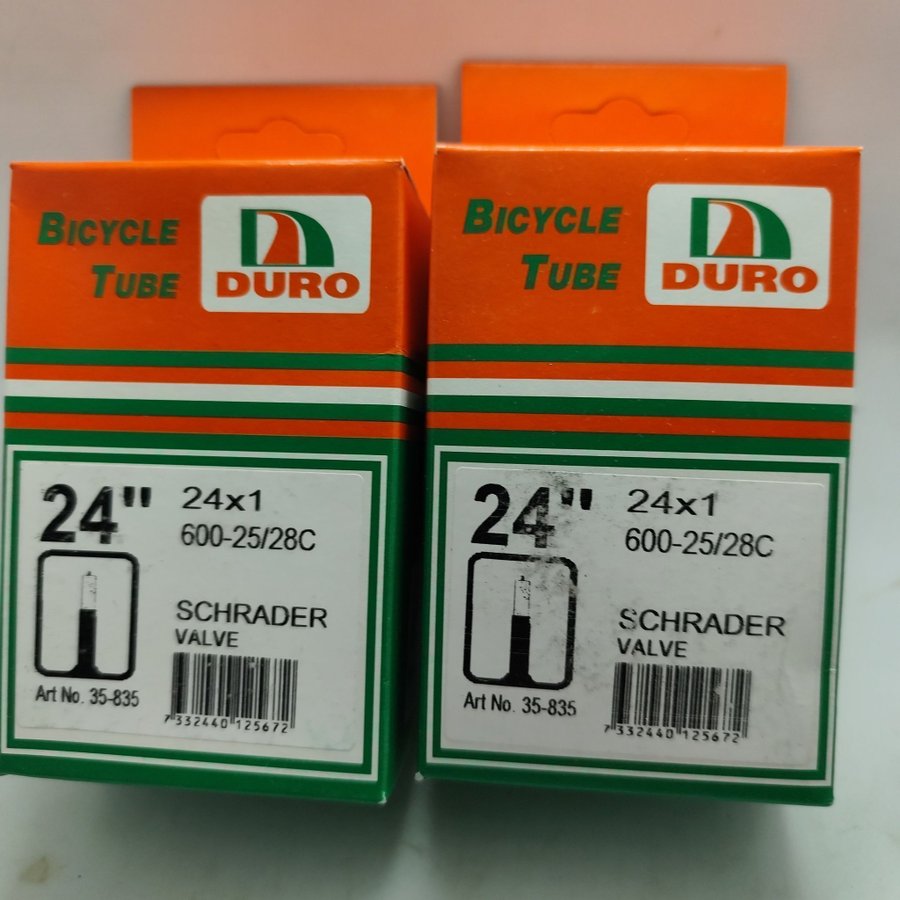 BICYCLE
TUBE
DURO
24"
24x1
600-25/28C
SCHRADER
VALVE
Art No. 35-835
7 332440 125672
BICYCLE
TUBE
DURO
24"
24x1
600-25/28C
SCHRADER
VALVE
Art No. 35-835
7 332440 125672